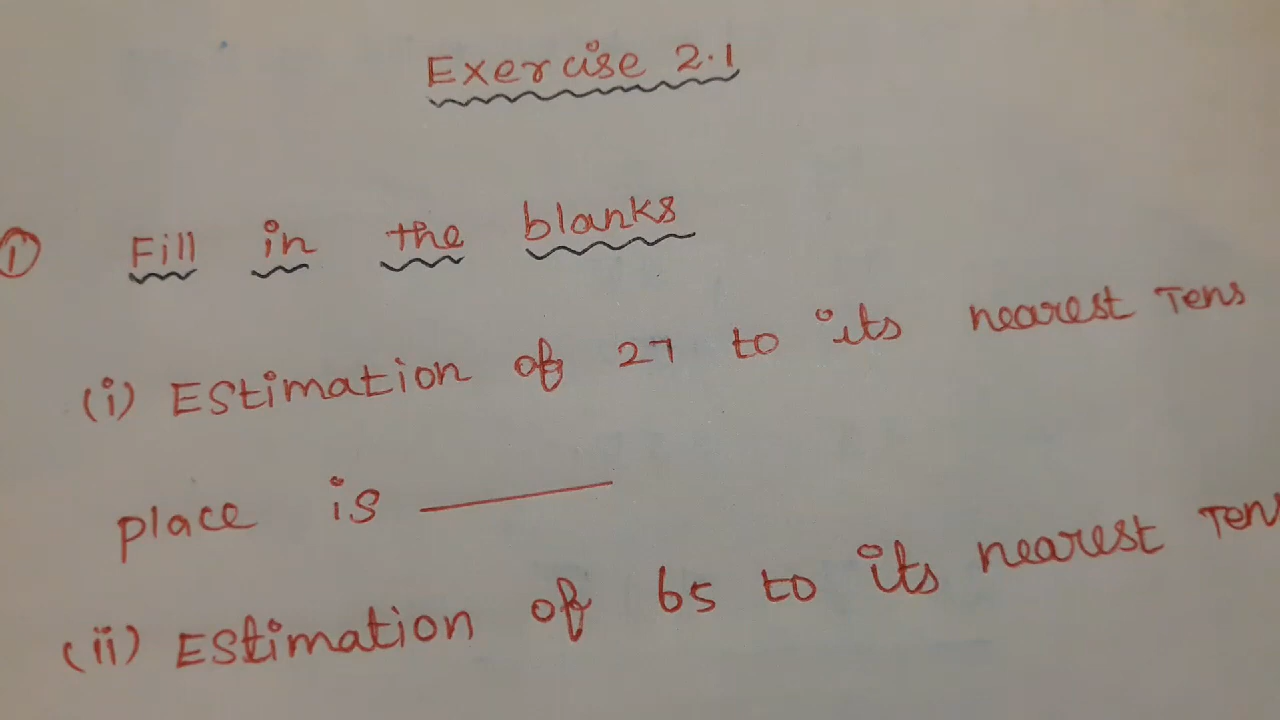 Exercise 2.1
1 Fill in the blanks
(i) Estimation of 27 to its nearest Tens
place is ———
(ii) Estimation of 65 to its nearest Tens